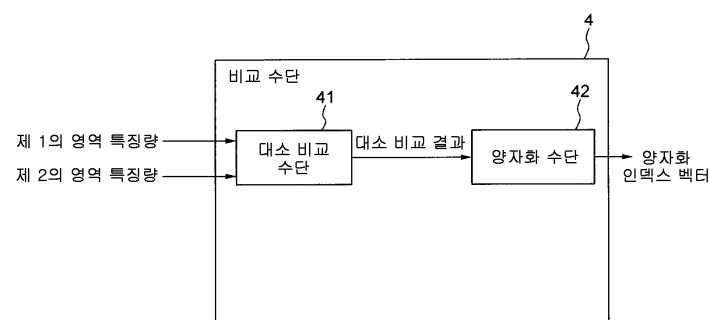 4
비교 수단
41
42
제 1의 영역 특징량
제 2의 영역 특징량
대소 비교
수단
대소 비교 결과
양자화 수단
양자화
인덱스 벡터